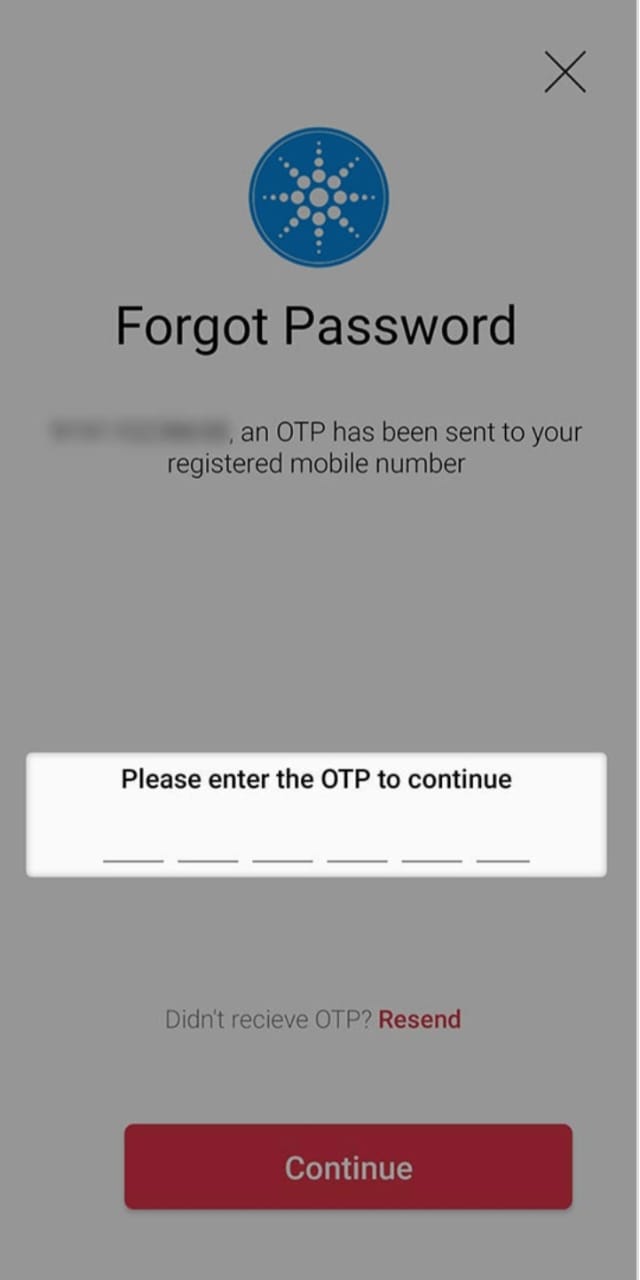 Forgot Password
, an OTP has been sent to your
registered mobile number
Please enter the OTP to continue
Didn't recieve OTP? Resend
Continue